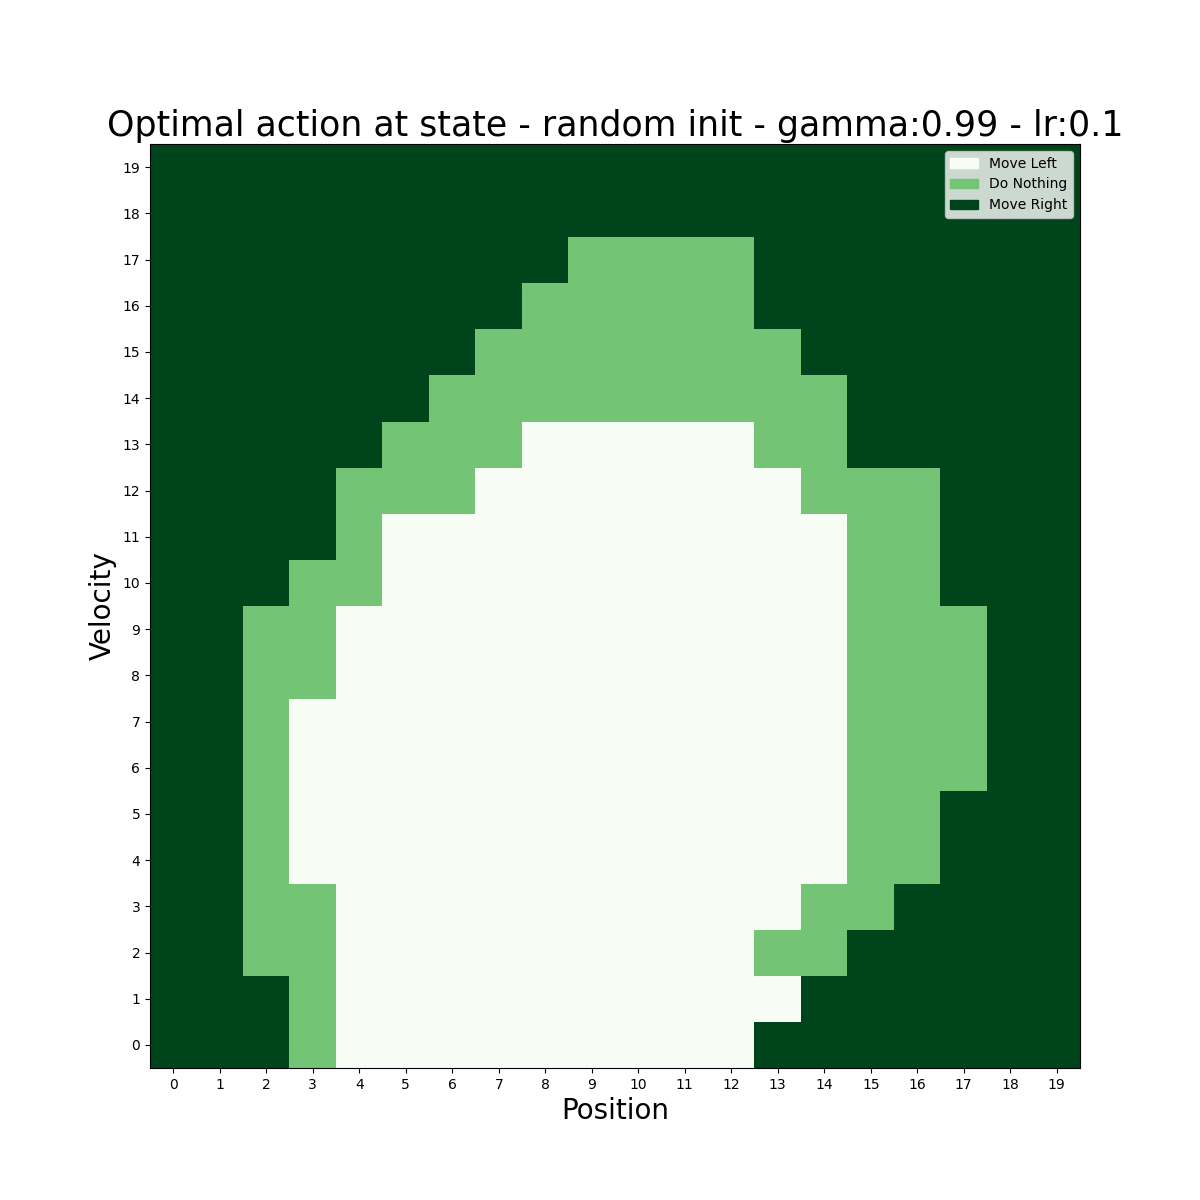 Optimal action at state - random init - gamma:0.99 - lr:0.1
Move Left
Do Nothing
Move Right
Velocity
19
18
17
16
15
14
13
12
11
10
9
8
7
6
5
4
3
2
1
0
0 1 2 3 4 5 6 7 8 9 10 11 12 13 14 15 16 17 18 19
Position